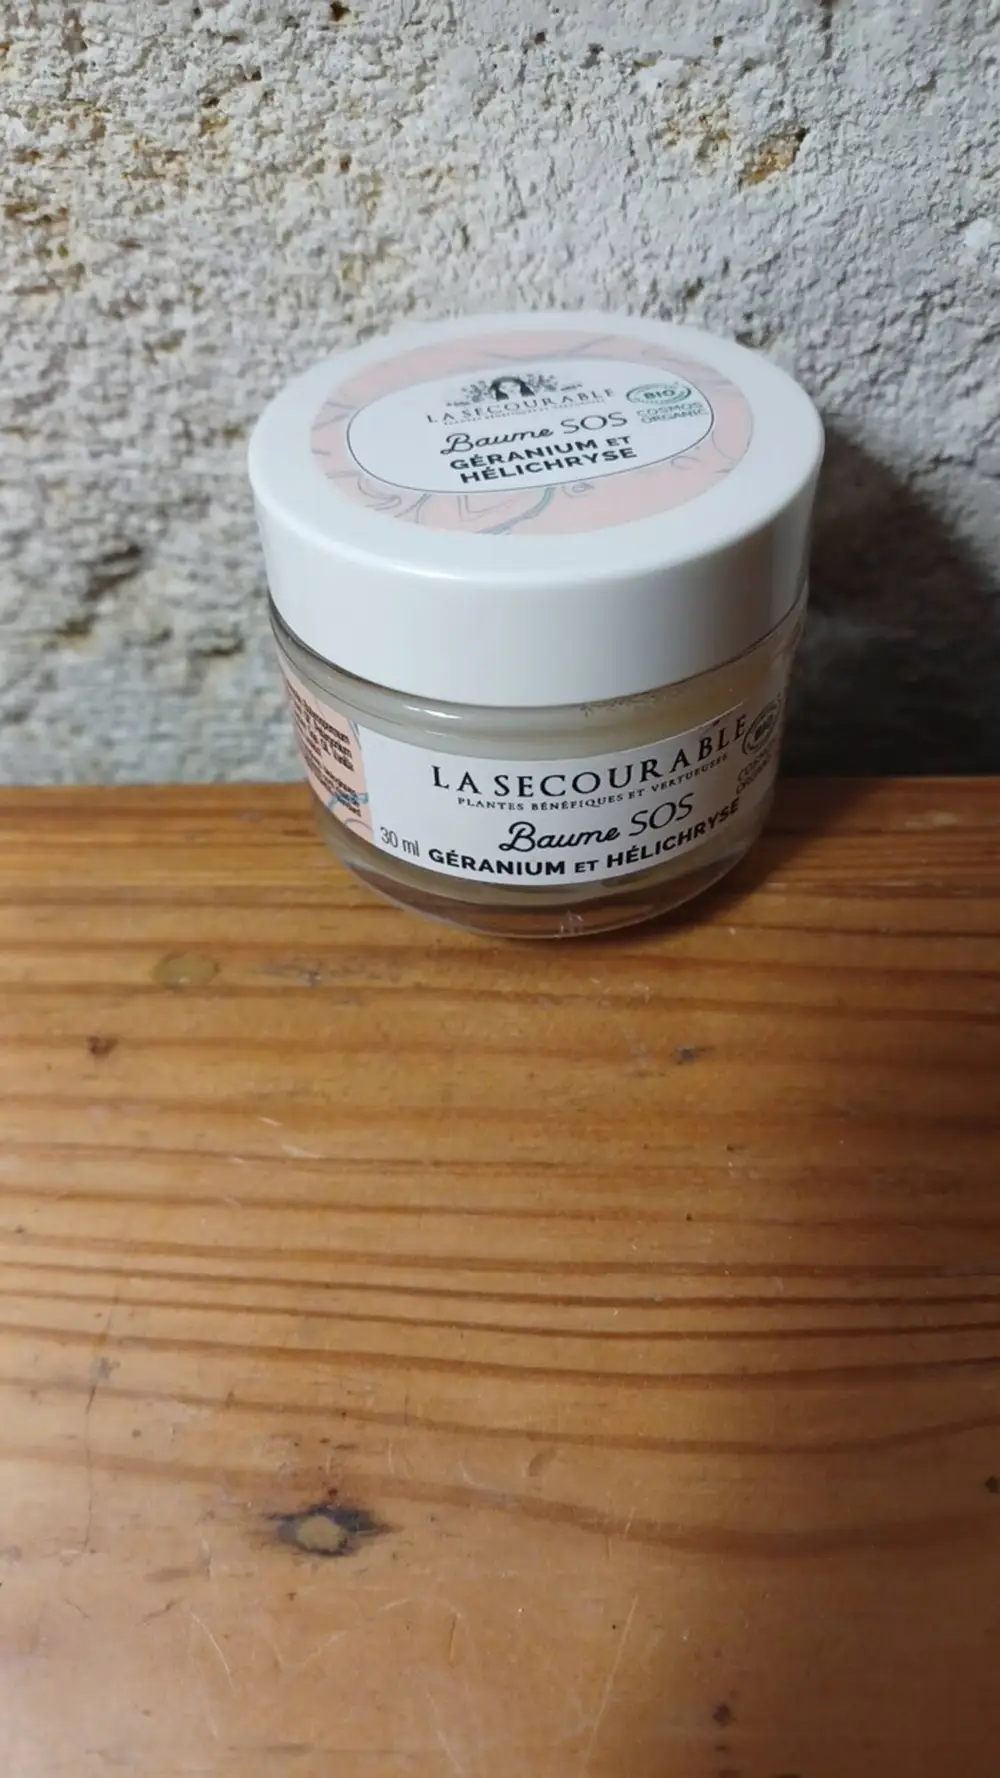 LA SECOURABLE
BIO
COSMOS
ORGANIC
Baume SOS
GÉRANIUM ET
HÉLICHRYSE
LA SECOURABLE
PLANTES BÉNÉFIQUES ET VERTUEUSES
BIO
Baume SOS
30 ml
GÉRANIUM ET HÉLICHRYSE